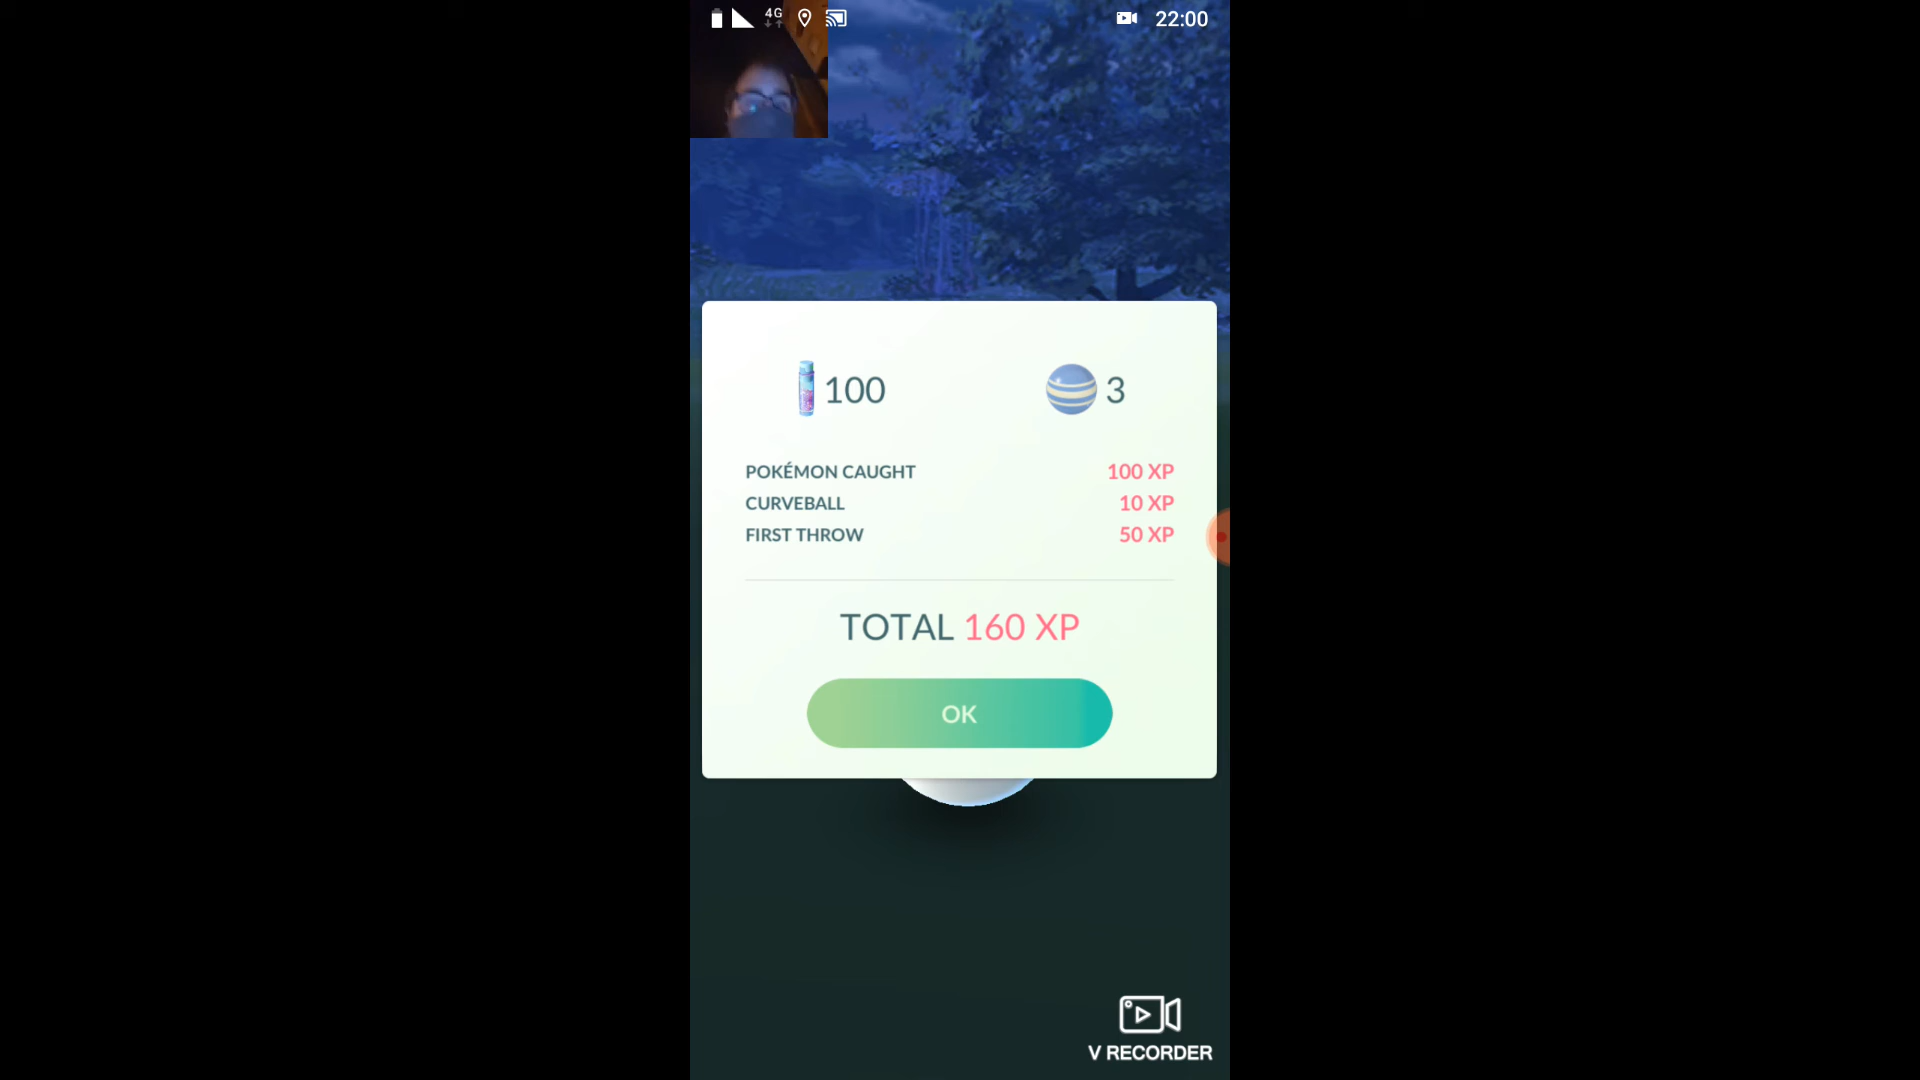 4G 22:00
100 3
POKÉMON CAUGHT 100 XP
CURVEBALL 10 XP
FIRST THROW 50 XP
TOTAL 160 XP
OK
V RECORDER